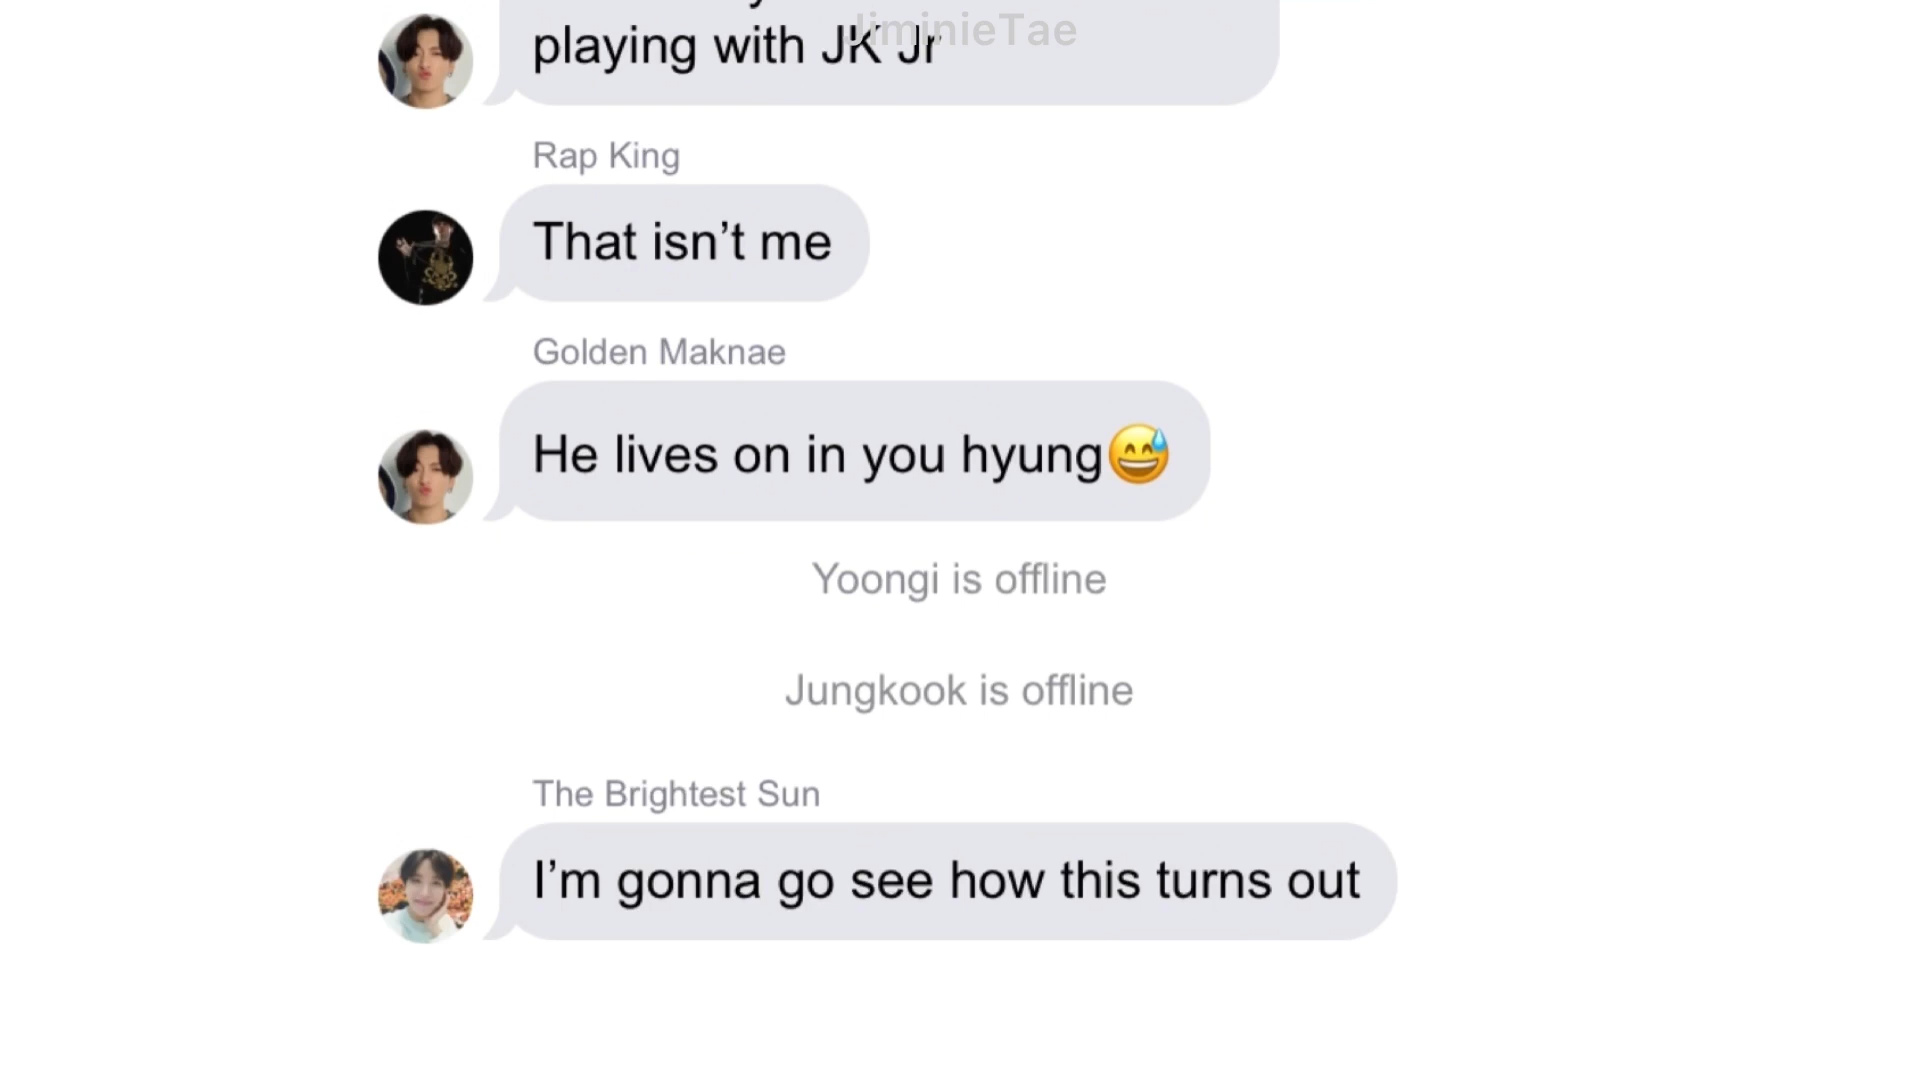 JiminieTae
playing with JK Jr
Rap King
That isn’t me
Golden Maknae
He lives on in you hyung😅
Yoongi is offline
Jungkook is offline
The Brightest Sun
I’m gonna go see how this turns out